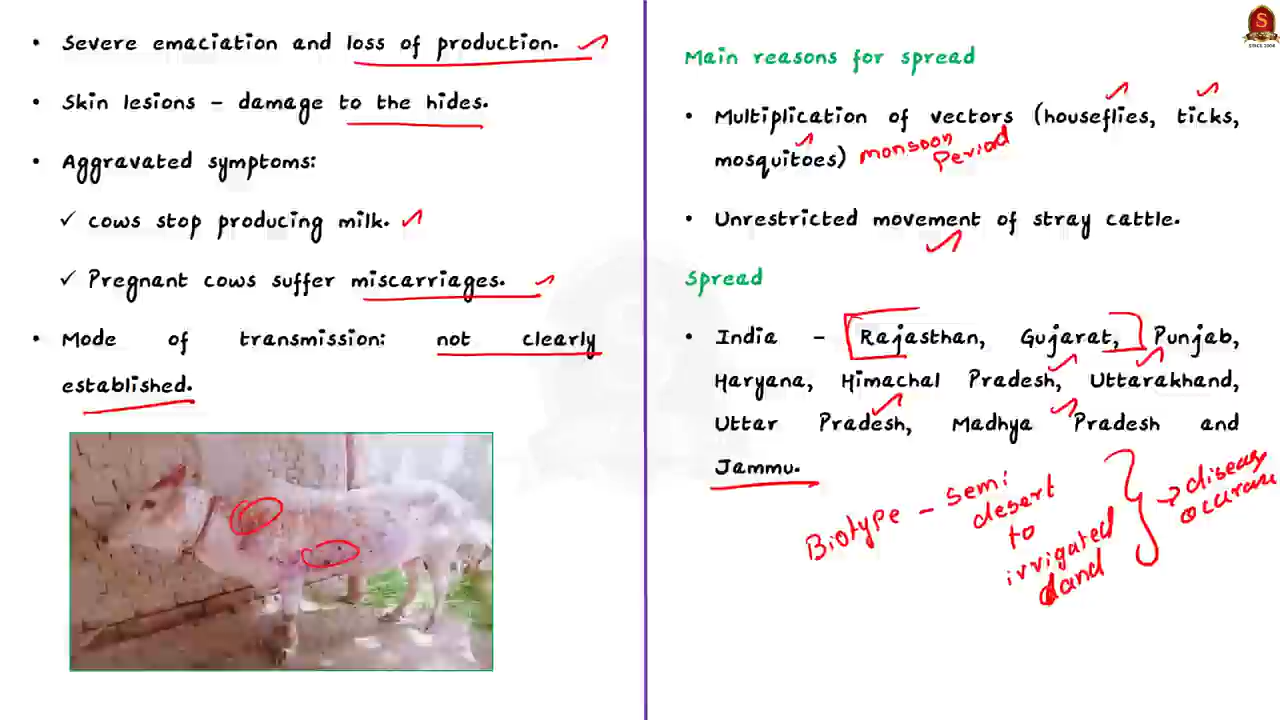 • Severe emaciation and loss of production.
• Skin lesions - damage to the hides.
• Aggravated symptoms:
✓ cows stop producing milk.
✓ Pregnant cows suffer miscarriages.
• Mode of transmission: not clearly
established.
S
SINCE 2004
Main reasons for spread
• Multiplication of vectors (houseflies, ticks,
mosquitoes) monsoon period
• Unrestricted movement of stray cattle.
Spread
• India - Rajasthan, Gujarat, Punjab,
Haryana, Himachal Pradesh, Uttarakhand,
Uttar Pradesh, Madhya Pradesh and
Jammu.
Biotype - semi
desert
to
irrigated
land
→ disease